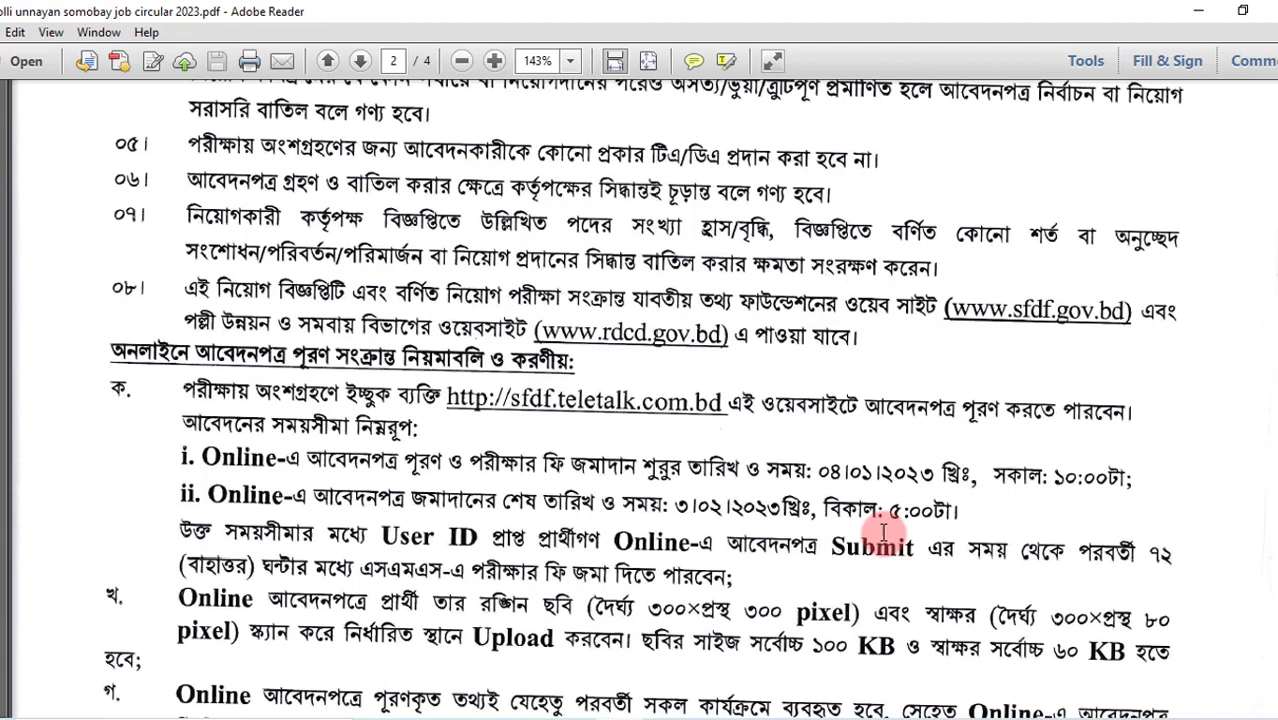 olli unnayan somobay job circular 2023.pdf - Adobe Reader
Edit View Window Help
Open 2 / 4 143% Tools Fill & Sign Comm
পরেও অসত্য/ভুয়া/ত্রুটিপূর্ণ প্রমাণিত হলে আবেদনপত্র নির্বাচন বা নিয়োগ
সরাসরি বাতিল বলে গণ্য হবে।
০৫। পরীক্ষায় অংশগ্রহণের জন্য আবেদনকারীকে কোনো প্রকার টিএ/ডিএ প্রদান করা হবে না।
০৬। আবেদনপত্র গ্রহণ ও বাতিল করার ক্ষেত্রে কর্তৃপক্ষের সিদ্ধান্তই চূড়ান্ত বলে গণ্য হবে।
০৭। নিয়োগকারী কর্তৃপক্ষ বিজ্ঞপ্তিতে উল্লিখিত পদের সংখ্যা হ্রাস/বৃদ্ধি, বিজ্ঞপ্তিতে বর্ণিত কোনো শর্ত বা অনুচ্ছেদ
সংশোধন/পরিবর্তন/পরিমার্জন বা নিয়োগ প্রদানের সিদ্ধান্ত বাতিল করার ক্ষমতা সংরক্ষণ করেন।
০৮। এই নিয়োগ বিজ্ঞপ্তিটি এবং বর্ণিত নিয়োগ পরীক্ষা সংক্রান্ত যাবতীয় তথ্য ফাউন্ডেশনের ওয়েব সাইট (www.sfdf.gov.bd) এবং
পল্লী উন্নয়ন ও সমবায় বিভাগের ওয়েবসাইট (www.rdcd.gov.bd) এ পাওয়া যাবে।
অনলাইনে আবেদনপত্র পূরণ সংক্রান্ত নিয়মাবলি ও করণীয়:
ক. পরীক্ষায় অংশগ্রহণে ইচ্ছুক ব্যক্তি http://sfdf.teletalk.com.bd এই ওয়েবসাইটে আবেদনপত্র পূরণ করতে পারবেন।
আবেদনের সময়সীমা নিম্নরূপ:
i. Online-এ আবেদনপত্র পূরণ ও পরীক্ষার ফি জমাদান শুরুর তারিখ ও সময়: ০৪।০১।২০২৩ খ্রিঃ, সকাল: ১০:০০টা;
ii. Online-এ আবেদনপত্র জমাদানের শেষ তারিখ ও সময়: ৩।০২।২০২৩খ্রিঃ, বিকাল: ৫:০০টা।
উক্ত সময়সীমার মধ্যে User ID প্রাপ্ত প্রার্থীগণ Online-এ আবেদনপত্র Submit এর সময় থেকে পরবর্তী ৭২
(বাহাত্তর) ঘন্টার মধ্যে এসএমএস-এ পরীক্ষার ফি জমা দিতে পারবেন;
খ. Online আবেদনপত্রে প্রার্থী তার রঙ্গিন ছবি (দৈর্ঘ্য ৩০০×প্রস্থ ৩০০ pixel) এবং স্বাক্ষর (দৈর্ঘ্য ৩০০×প্রস্থ ৮০
pixel) স্ক্যান করে নির্ধারিত স্থানে Upload করবেন। ছবির সাইজ সর্বোচ্চ ১০০ KB ও স্বাক্ষর সর্বোচ্চ ৬০ KB হতে
হবে;
গ. Online আবেদনপত্রে পূরণকৃত তথ্যই যেহেতু পরবর্তী সকল কার্যক্রমে ব্যবহৃত হবে, সেহেতু Online-এ আবেদনপত্র